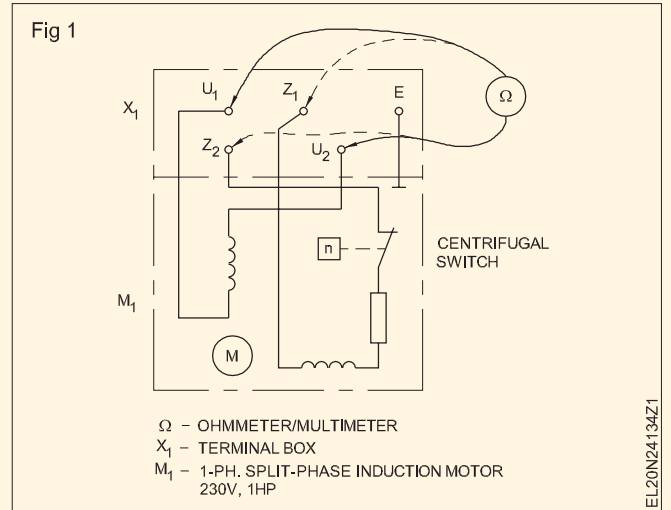 Fig 1
U1 Z1 E
X1
Ω
Z2 U2
n
CENTRIFUGAL
SWITCH
M1
M
Ω – OHMMETER/MULTIMETER
X1 – TERMINAL BOX
M1 – 1-PH. SPLIT-PHASE INDUCTION MOTOR
230V, 1HP
EL20N24134Z1